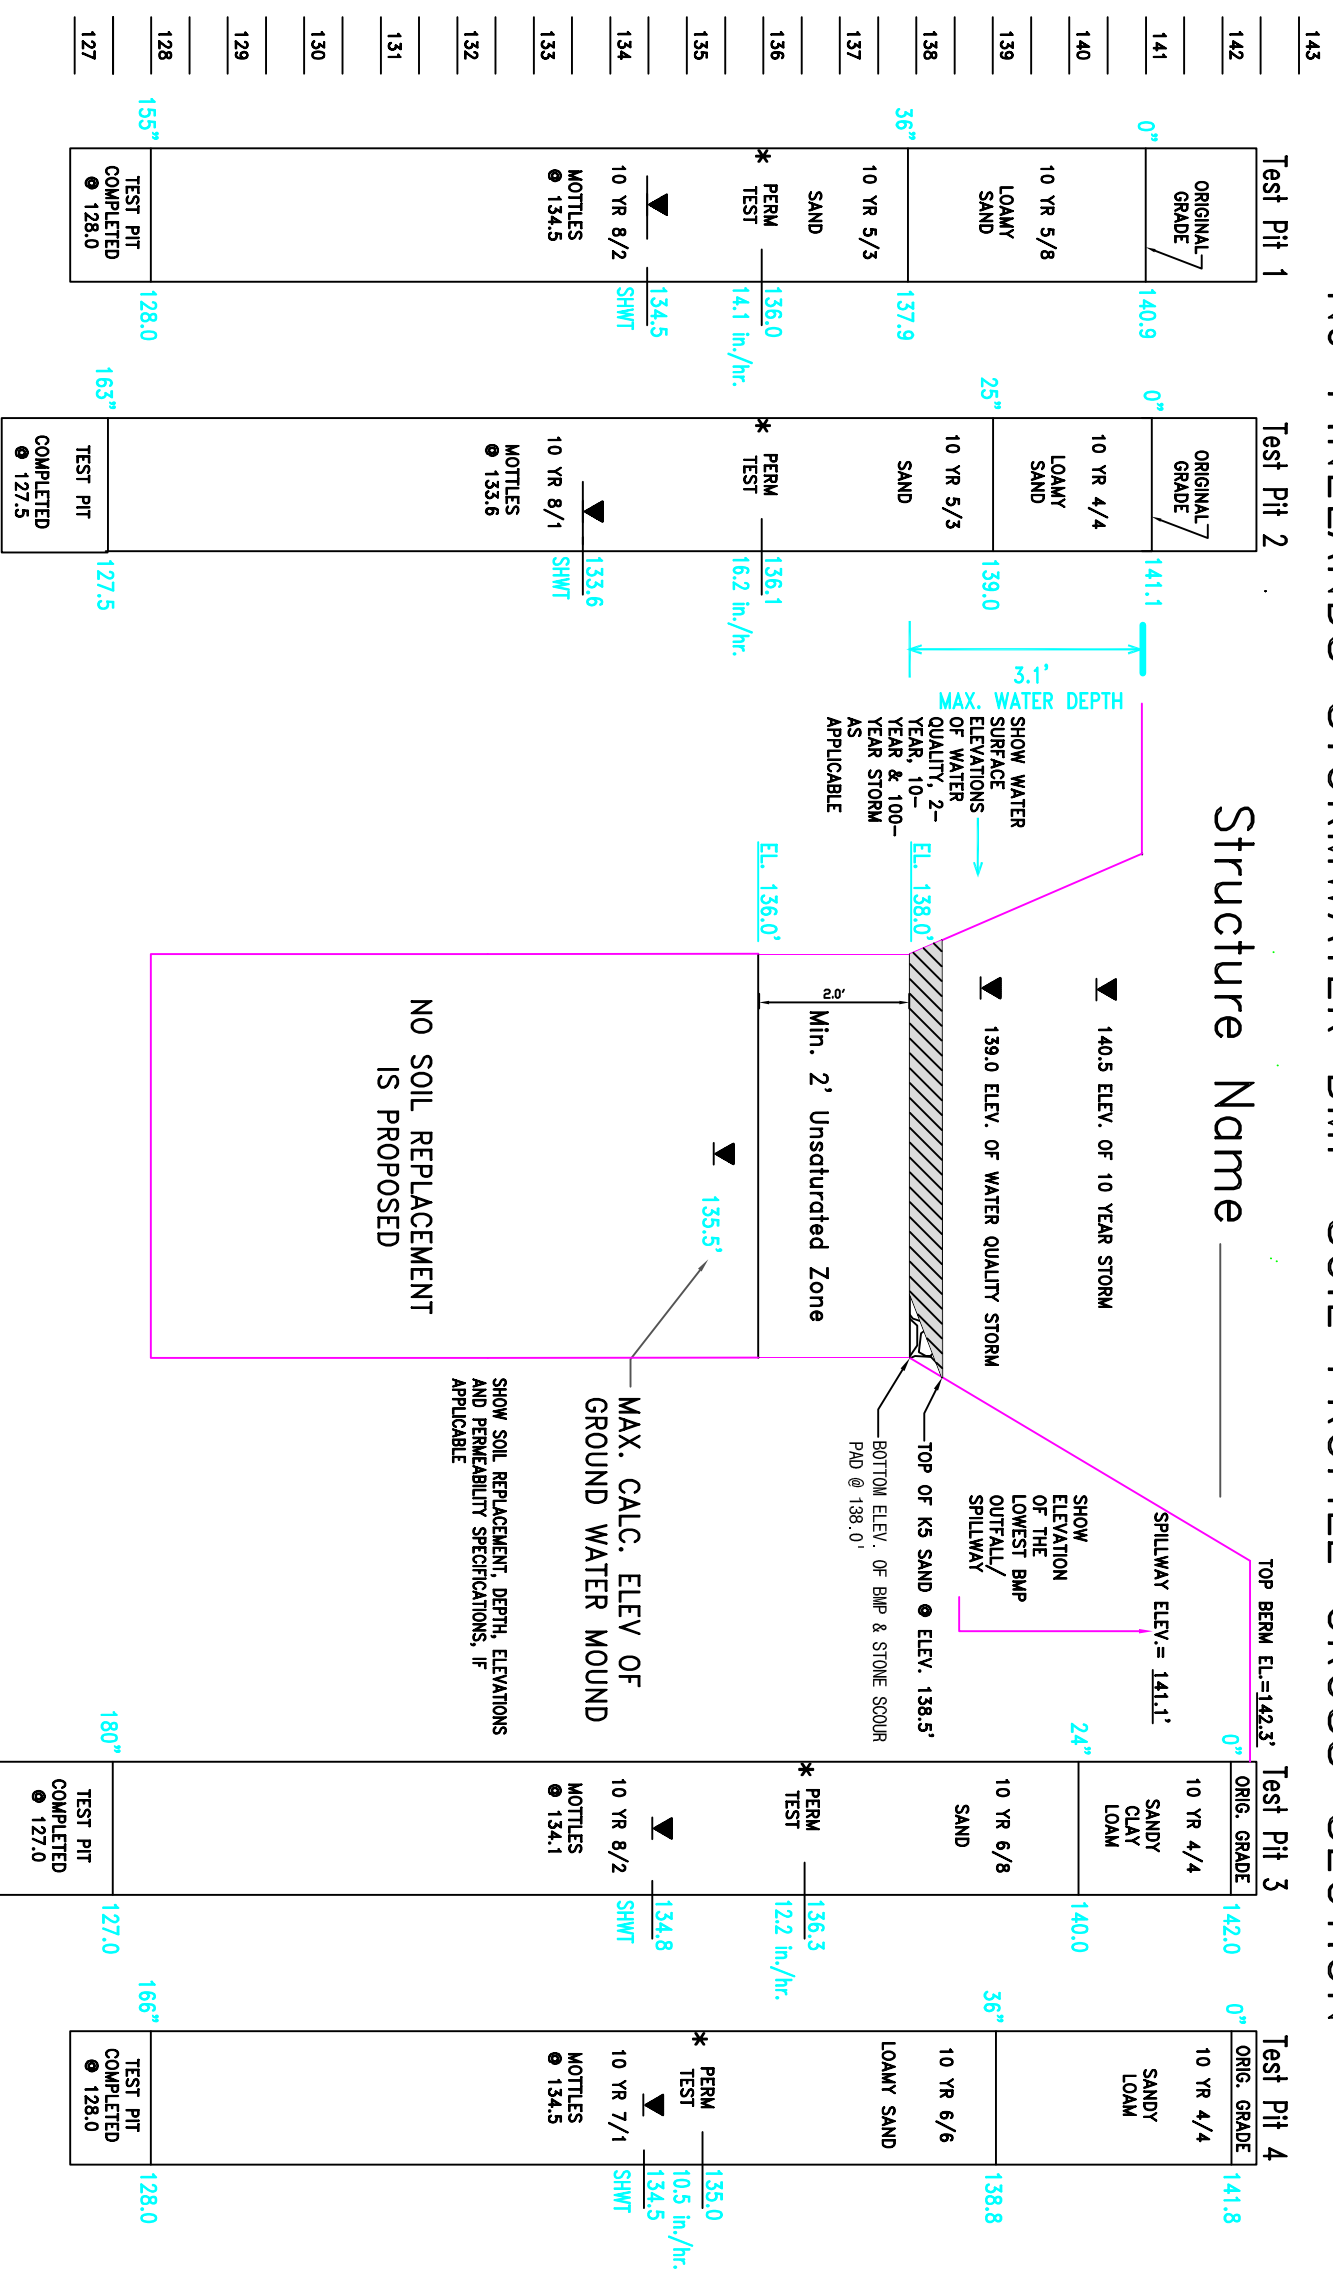 143
142
141
140
139
138
137
136
135
134
133
132
131
130
129
128
127
Test Pit 1
ORIGINAL
GRADE
0"
140.9
10 YR 5/8
LOAMY
SAND
36"
137.9
10 YR 5/3
SAND
* PERM
TEST
136.0
14.1 in./hr.
134.5
SHWT
10 YR 8/2
MOTTLES
@ 134.5
155"
128.0
TEST PIT
COMPLETED
@ 128.0
Test Pit 2
ORIGINAL
GRADE
0"
141.1
10 YR 4/4
LOAMY
SAND
25"
139.0
10 YR 5/3
SAND
* PERM
TEST
136.1
16.2 in./hr.
133.6
SHWT
10 YR 8/1
MOTTLES
@ 133.6
163"
127.5
TEST PIT
COMPLETED
@ 127.5
Structure Name
3.1'
MAX. WATER DEPTH
SHOW WATER
SURFACE
ELEVATIONS
OF WATER
QUALITY, 2-
YEAR, 10-
YEAR & 100-
YEAR STORM
AS
APPLICABLE
EL. 138.0'
EL. 136.0'
140.5 ELEV. OF 10 YEAR STORM
139.0 ELEV. OF WATER QUALITY STORM
2.0'
Min. 2' Unsaturated Zone
135.5'
NO SOIL REPLACEMENT
IS PROPOSED
TOP BERM EL.=142.3'
SPILLWAY ELEV.= 141.1'
SHOW
ELEVATION
OF THE
LOWEST BMP
OUTFALL/
SPILLWAY
TOP OF K5 SAND @ ELEV. 138.5'
BOTTOM ELEV. OF BMP & STONE SCOUR
PAD @ 138.0'
MAX. CALC. ELEV OF
GROUND WATER MOUND
SHOW SOIL REPLACEMENT, DEPTH, ELEVATIONS
AND PERMEABILITY SPECIFICATIONS, IF
APPLICABLE
Test Pit 3
0"
ORIG. GRADE
142.0
10 YR 4/4
SANDY
CLAY
LOAM
24"
140.0
10 YR 6/8
SAND
* PERM
TEST
136.3
12.2 in./hr.
134.8
SHWT
10 YR 8/2
MOTTLES
@ 134.1
180"
127.0
TEST PIT
COMPLETED
@ 127.0
Test Pit 4
0"
ORIG. GRADE
141.8
10 YR 4/4
SANDY
LOAM
36"
138.8
10 YR 6/6
LOAMY SAND
* PERM
TEST
135.0
10.5 in./hr.
134.5
SHWT
10 YR 7/1
MOTTLES
@ 134.5
166"
128.0
TEST PIT
COMPLETED
@ 128.0